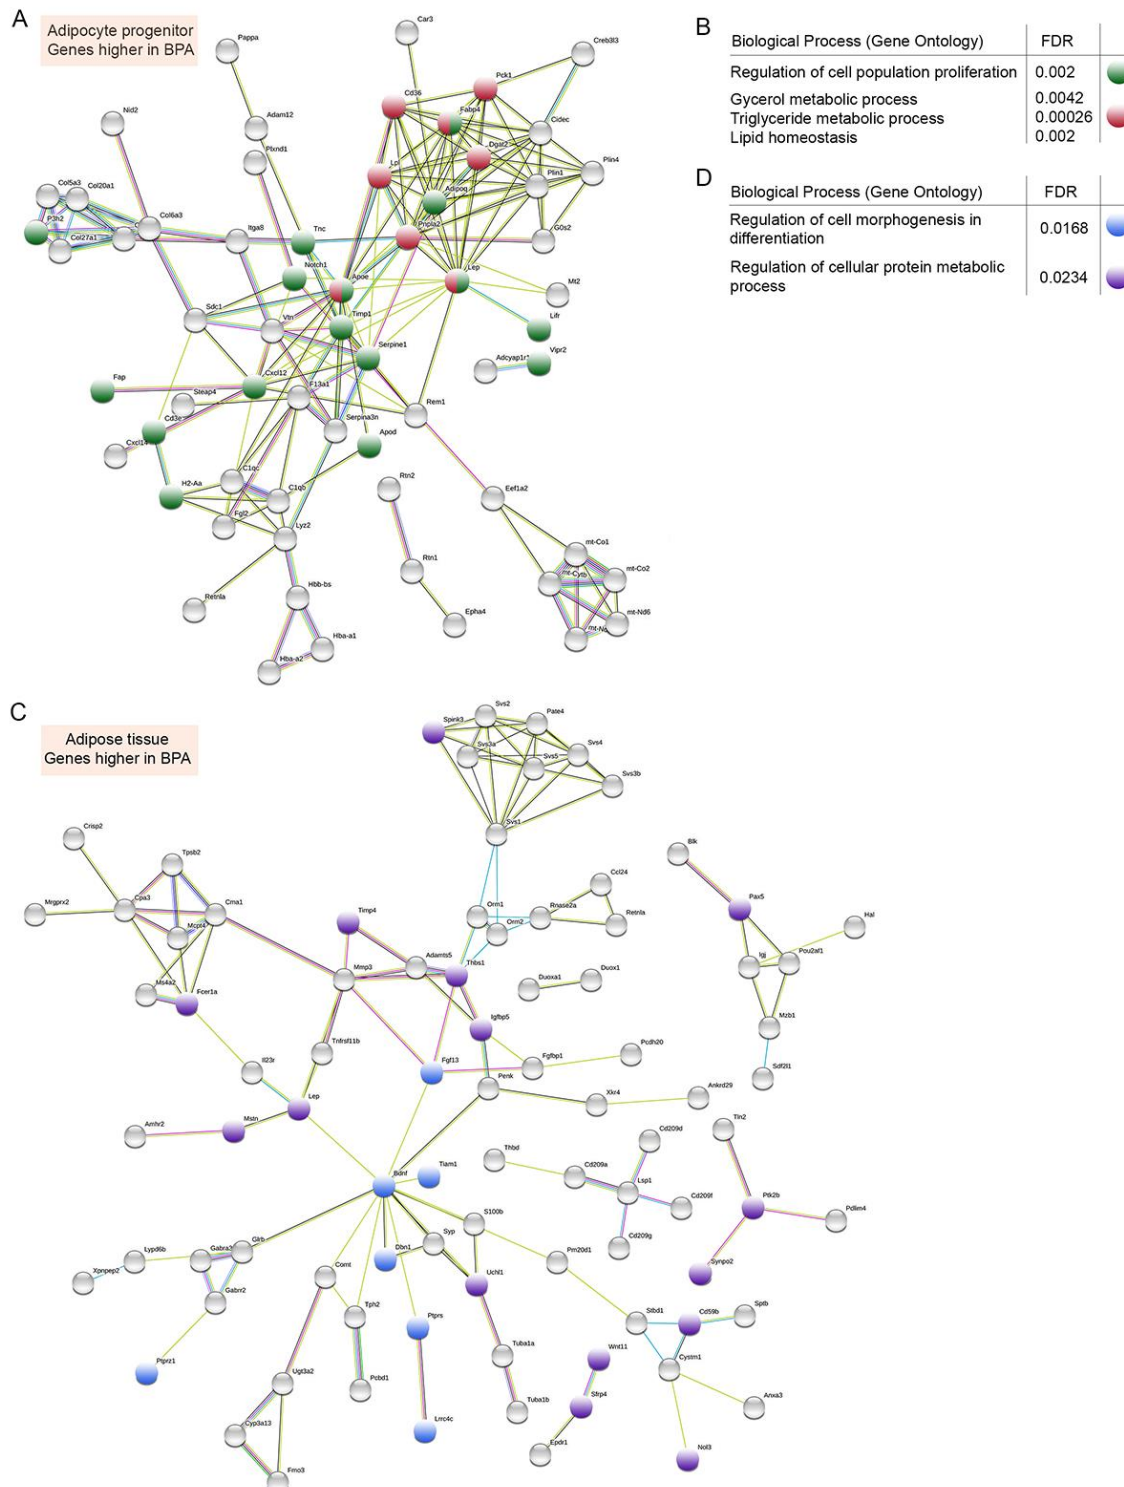 A
Adipocyte progenitor
Genes higher in BPA
Car3
Pappa
Creb3l3
Pck1
Cd36
Fabp4
Nid2
Adam12
Cidec
Plxnd1
Dgat2
Plin4
Lpl
Col5a3
Col20a1
Adipoq
Plin1
P3h2
Col6a3
Pnpla2
G0s2
Col27a1
Itga8
Tnc
Notch1
Apoe
Lep
Mt2
Sdc1
Vtn
Timp1
Lifr
Serpine1
Adcyap1r1
Vipr2
Fap
Cxcl12
F13a1
Steap4
Rem1
Cd3e
Serpina3n
Apod
Cxcl14
C1qc
Rtn2
H2-Aa
C1qb
Eef1a2
Fgl2
Lyz2
mt-Co1
Rtn1
mt-Cytb
mt-Co2
Hbb-bs
Retnla
Epha4
mt-Nd6
Hba-a1
Hba-a2
B
Biological Process (Gene Ontology) FDR
Regulation of cell population proliferation 0.002
Glycerol metabolic process 0.0042
Triglyceride metabolic process 0.00026
Lipid homeostasis 0.002
D
Biological Process (Gene Ontology) FDR
Regulation of cell morphogenesis in
differentiation 0.0168
Regulation of cellular protein metabolic
process 0.0234
C
Adipose tissue
Genes higher in BPA
Svs2
Pate4
Spink3
Svs3a
Svs4
Svs5
Svs3b
Svs1
Crisp2
Tpsb2
Blk
Ccl24
Cpa3
Cma1
Mrgprx2
Mcpt4
Timp4
Orm1
Rnase2a
Retnla
Pax5
Orm2
Hal
Adamts5
Mmp3
Thbs1
Igj
Pou2af1
Ms4a2
Fcer1a
Duoxa1
Duox1
Igfbp5
Mzb1
Tnfrsf11b
Il23r
Fgf13
Fgfbp1
Pcdh20
Sdf2l1
Penk
Lep
Xkr4
Ankrd29
Amhr2
Mstn
Tln2
Cd209d
Thbd
Bdnf
Tiam1
Cd209a
Lsp1
Cd209f
Ptk2b
Pdlim4
S100b
Syp
Cd209g
Glrb
Dbn1
Lypd6b
Gabra3
Pm20d1
Synpo2
Xpnpep2
Comt
Uchl1
Gabrr2
Tph2
Ptprs
Stbd1
Cd59b
Sptb
Tuba1a
Ptprz1
Wnt11
Cystm1
Ugt3a2
Pcbd1
Tuba1b
Sfrp4
Anxa3
Cyp3a13
Lrrc4c
Epdr1
Nol3
Fmo3